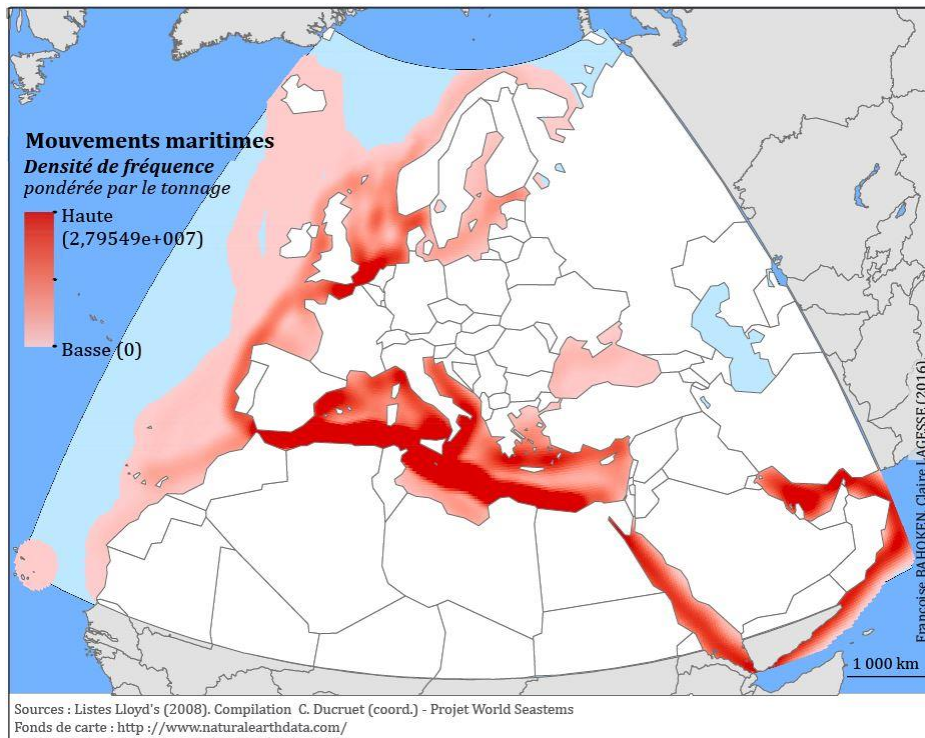 Mouvements maritimes
Densité de fréquence
pondérée par le tonnage
Haute
(2,79549e+007)
Basse (0)
Françoise BAHOKEN, Claire LAGESSE (2016)
1 000 km
Sources : Listes Lloyd's (2008). Compilation C. Ducruet (coord.) - Projet World Seastems
Fonds de carte : http ://www.naturalearthdata.com/